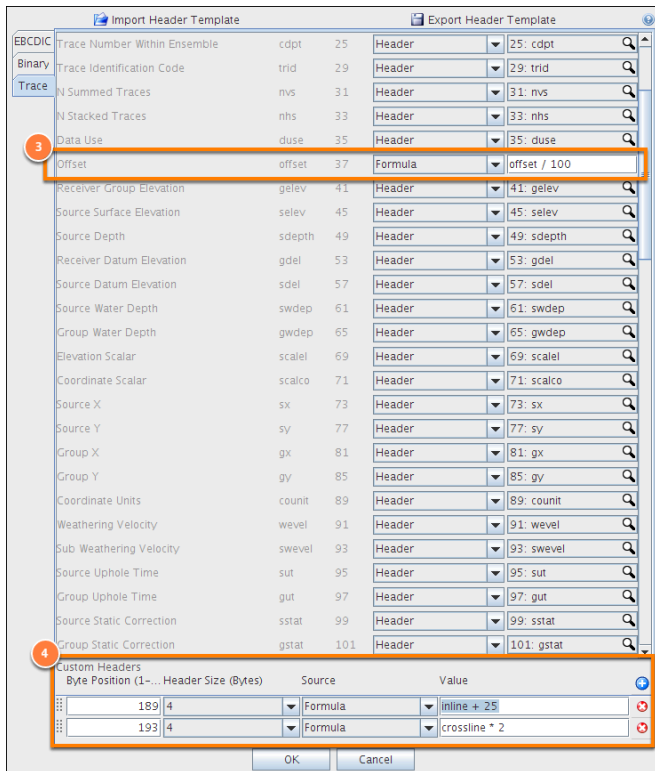 Import Header Template Export Header Template
EBCDIC
Binary
Trace
Trace Number Within Ensemble cdpt 25 Header 25: cdpt
Trace Identification Code trid 29 Header 29: trid
N Summed Traces nvs 31 Header 31: nvs
N Stacked Traces nhs 33 Header 33: nhs
Data Use duse 35 Header 35: duse
3
Offset offset 37 Formula offset / 100
Receiver Group Elevation gelev 41 Header 41: gelev
Source Surface Elevation selev 45 Header 45: selev
Source Depth sdepth 49 Header 49: sdepth
Receiver Datum Elevation gdel 53 Header 53: gdel
Source Datum Elevation sdel 57 Header 57: sdel
Source Water Depth swdep 61 Header 61: swdep
Group Water Depth gwdep 65 Header 65: gwdep
Elevation Scalar scalel 69 Header 69: scalel
Coordinate Scalar scalco 71 Header 71: scalco
Source X sx 73 Header 73: sx
Source Y sy 77 Header 77: sy
Group X gx 81 Header 81: gx
Group Y gy 85 Header 85: gy
Coordinate Units counit 89 Header 89: counit
Weathering Velocity wevel 91 Header 91: wevel
Sub Weathering Velocity swevel 93 Header 93: swevel
Source Uphole Time sut 95 Header 95: sut
Group Uphole Time gut 97 Header 97: gut
Source Static Correction sstat 99 Header 99: sstat
Group Static Correction gstat 101 Header 101: gstat
4
Custom Headers
Byte Position (1-... Header Size (Bytes) Source Value
189 4 Formula inline + 25
193 4 Formula crossline * 2
OK Cancel